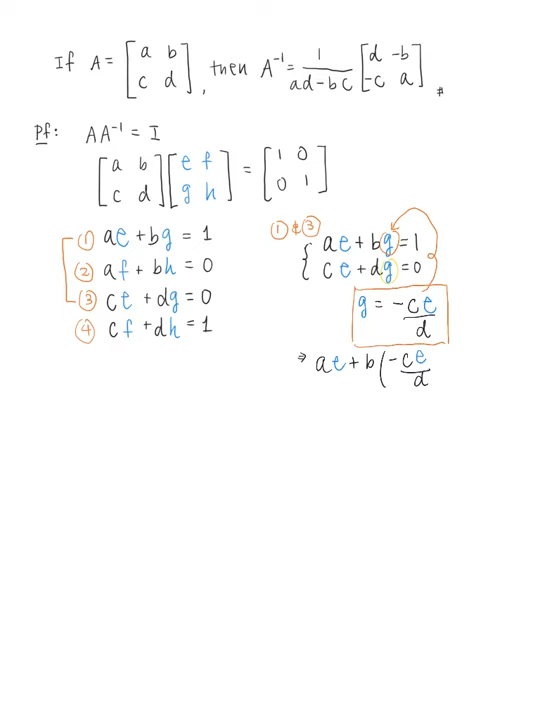 If A = [a b; c d], then A⁻¹ = 1/(ad-bc) [d -b; -c a] #
Pf: AA⁻¹ = I
[a b; c d] [e f; g h] = [1 0; 0 1]
① ae + bg = 1
② af + bh = 0
③ ce + dg = 0
④ cf + dh = 1
① & ③
{ ae + bg = 1
ce + dg = 0
g = -ce/d
⇒ ae + b(-ce/d